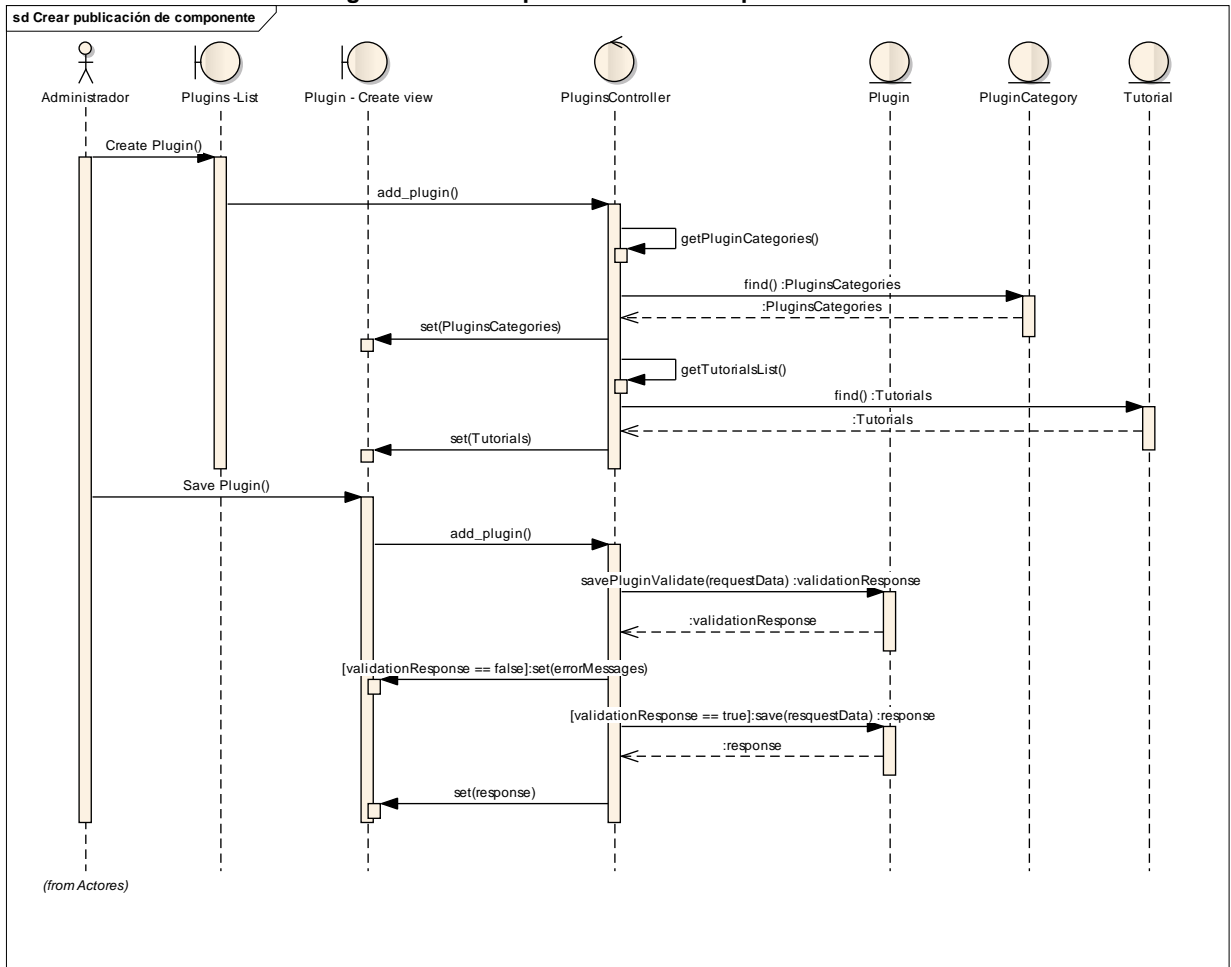 sd Crear publicación de componente
Administrador
Plugins -List
Plugin - Create view
PluginsController
Plugin
PluginCategory
Tutorial
Create Plugin()
add_plugin()
getPluginCategories()
find() :PluginsCategories
:PluginsCategories
set(PluginsCategories)
getTutorialsList()
find() :Tutorials
:Tutorials
set(Tutorials)
Save Plugin()
add_plugin()
savePluginValidate(requestData) :validationResponse
:validationResponse
[validationResponse == false]:set(errorMessages)
[validationResponse == true]:save(resquestData) :response
:response
set(response)
(from Actores)